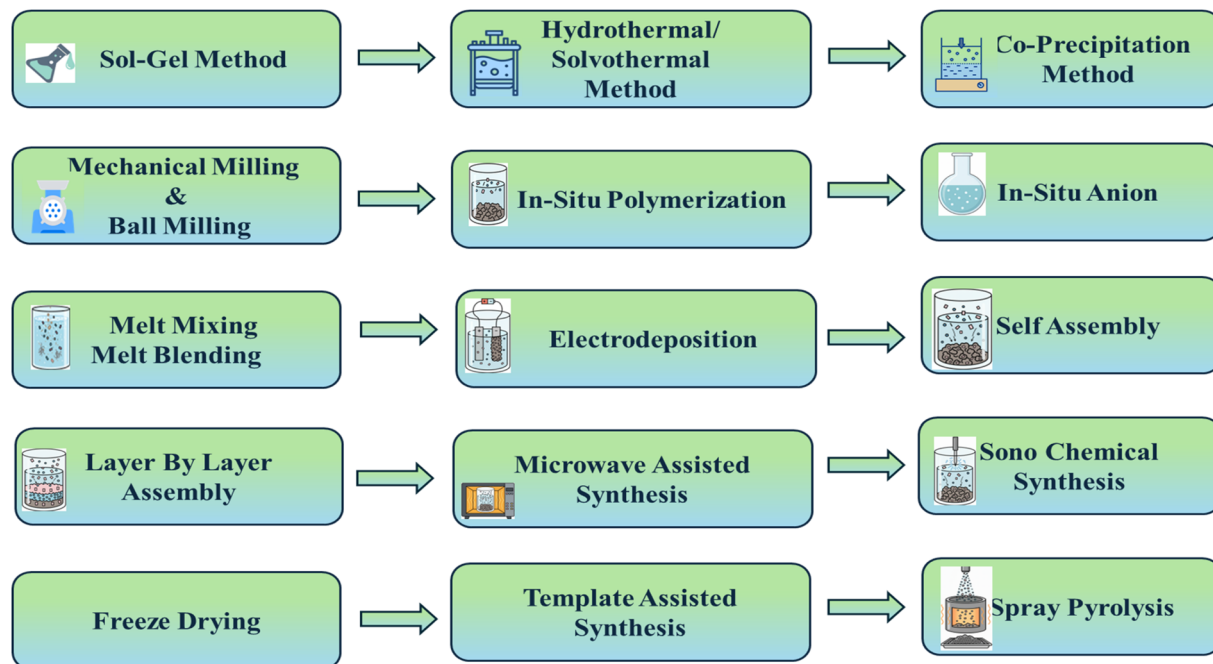 Sol-Gel Method
Hydrothermal/
Solvothermal
Method
Co-Precipitation
Method
Mechanical Milling
&
Ball Milling
In-Situ Polymerization
In-Situ Anion
Melt Mixing
Melt Blending
Electrodeposition
Self Assembly
Layer By Layer
Assembly
Microwave Assisted
Synthesis
Sono Chemical
Synthesis
Freeze Drying
Template Assisted
Synthesis
Spray Pyrolysis